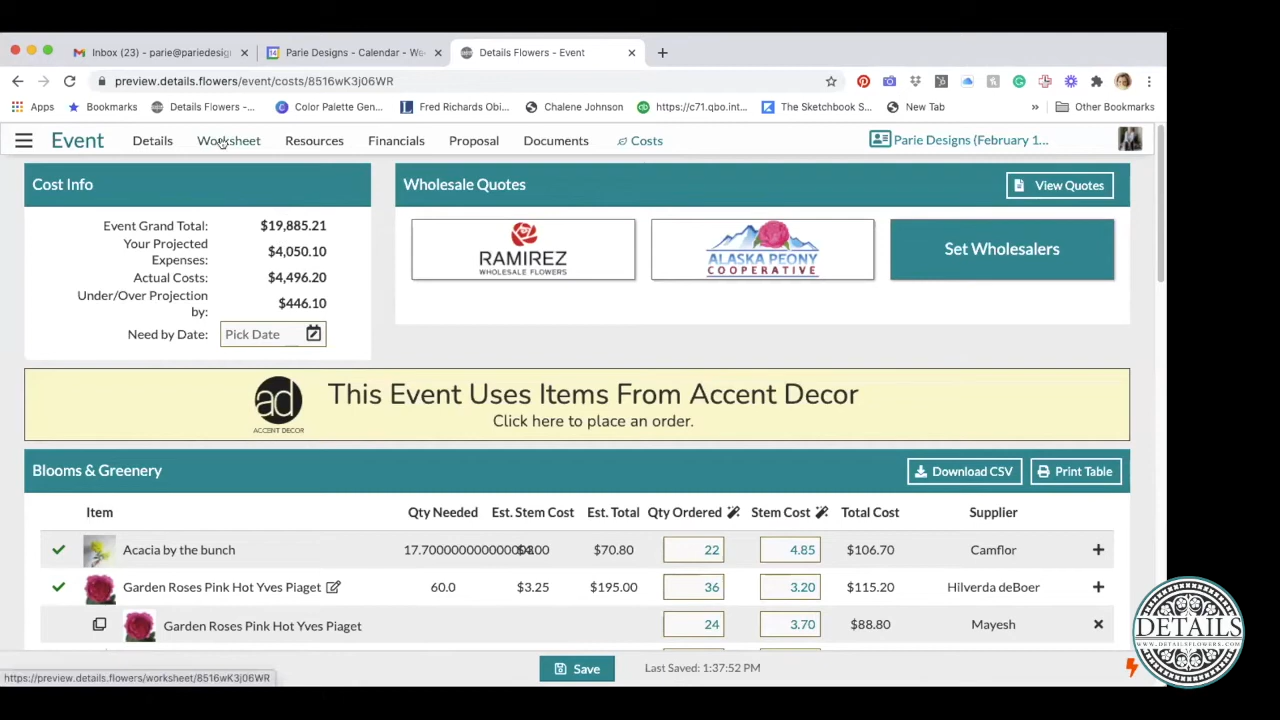 Inbox (23) - parie@pariedesig
Parie Designs - Calendar - We
Details Flowers - Event
preview.details.flowers/event/costs/8516wK3j06WR
Apps
Bookmarks
Details Flowers -...
Color Palette Gen...
Fred Richards Obi...
Chalene Johnson
https://c71.qbo.int...
The Sketchbook S...
New Tab
»
Other Bookmarks
Event
Details
Worksheet
Resources
Financials
Proposal
Documents
Costs
Parie Designs (February 1...
Cost Info
Event Grand Total: $19,885.21
Your Projected Expenses: $4,050.10
Actual Costs: $4,496.20
Under/Over Projection by: $446.10
Need by Date: Pick Date
Wholesale Quotes
View Quotes
RAMIREZ
WHOLESALE FLOWERS
ALASKA PEONY
COOPERATIVE
Set Wholesalers
ad
ACCENT DECOR
This Event Uses Items From Accent Decor
Click here to place an order.
Blooms & Greenery
Download CSV
Print Table
Item Qty Needed Est. Stem Cost Est. Total Qty Ordered Stem Cost Total Cost Supplier
Acacia by the bunch $70.80 22 4.85 $106.70 Camflor +
Garden Roses Pink Hot Yves Piaget 60.0 $3.25 $195.00 36 3.20 $115.20 Hilverda deBoer +
Garden Roses Pink Hot Yves Piaget 24 3.70 $88.80 Mayesh ×
Save
Last Saved: 1:37:52 PM
https://preview.details.flowers/worksheet/8516wK3j06WR
DETAILS
WWW.DETAILSFLOWERS.COM